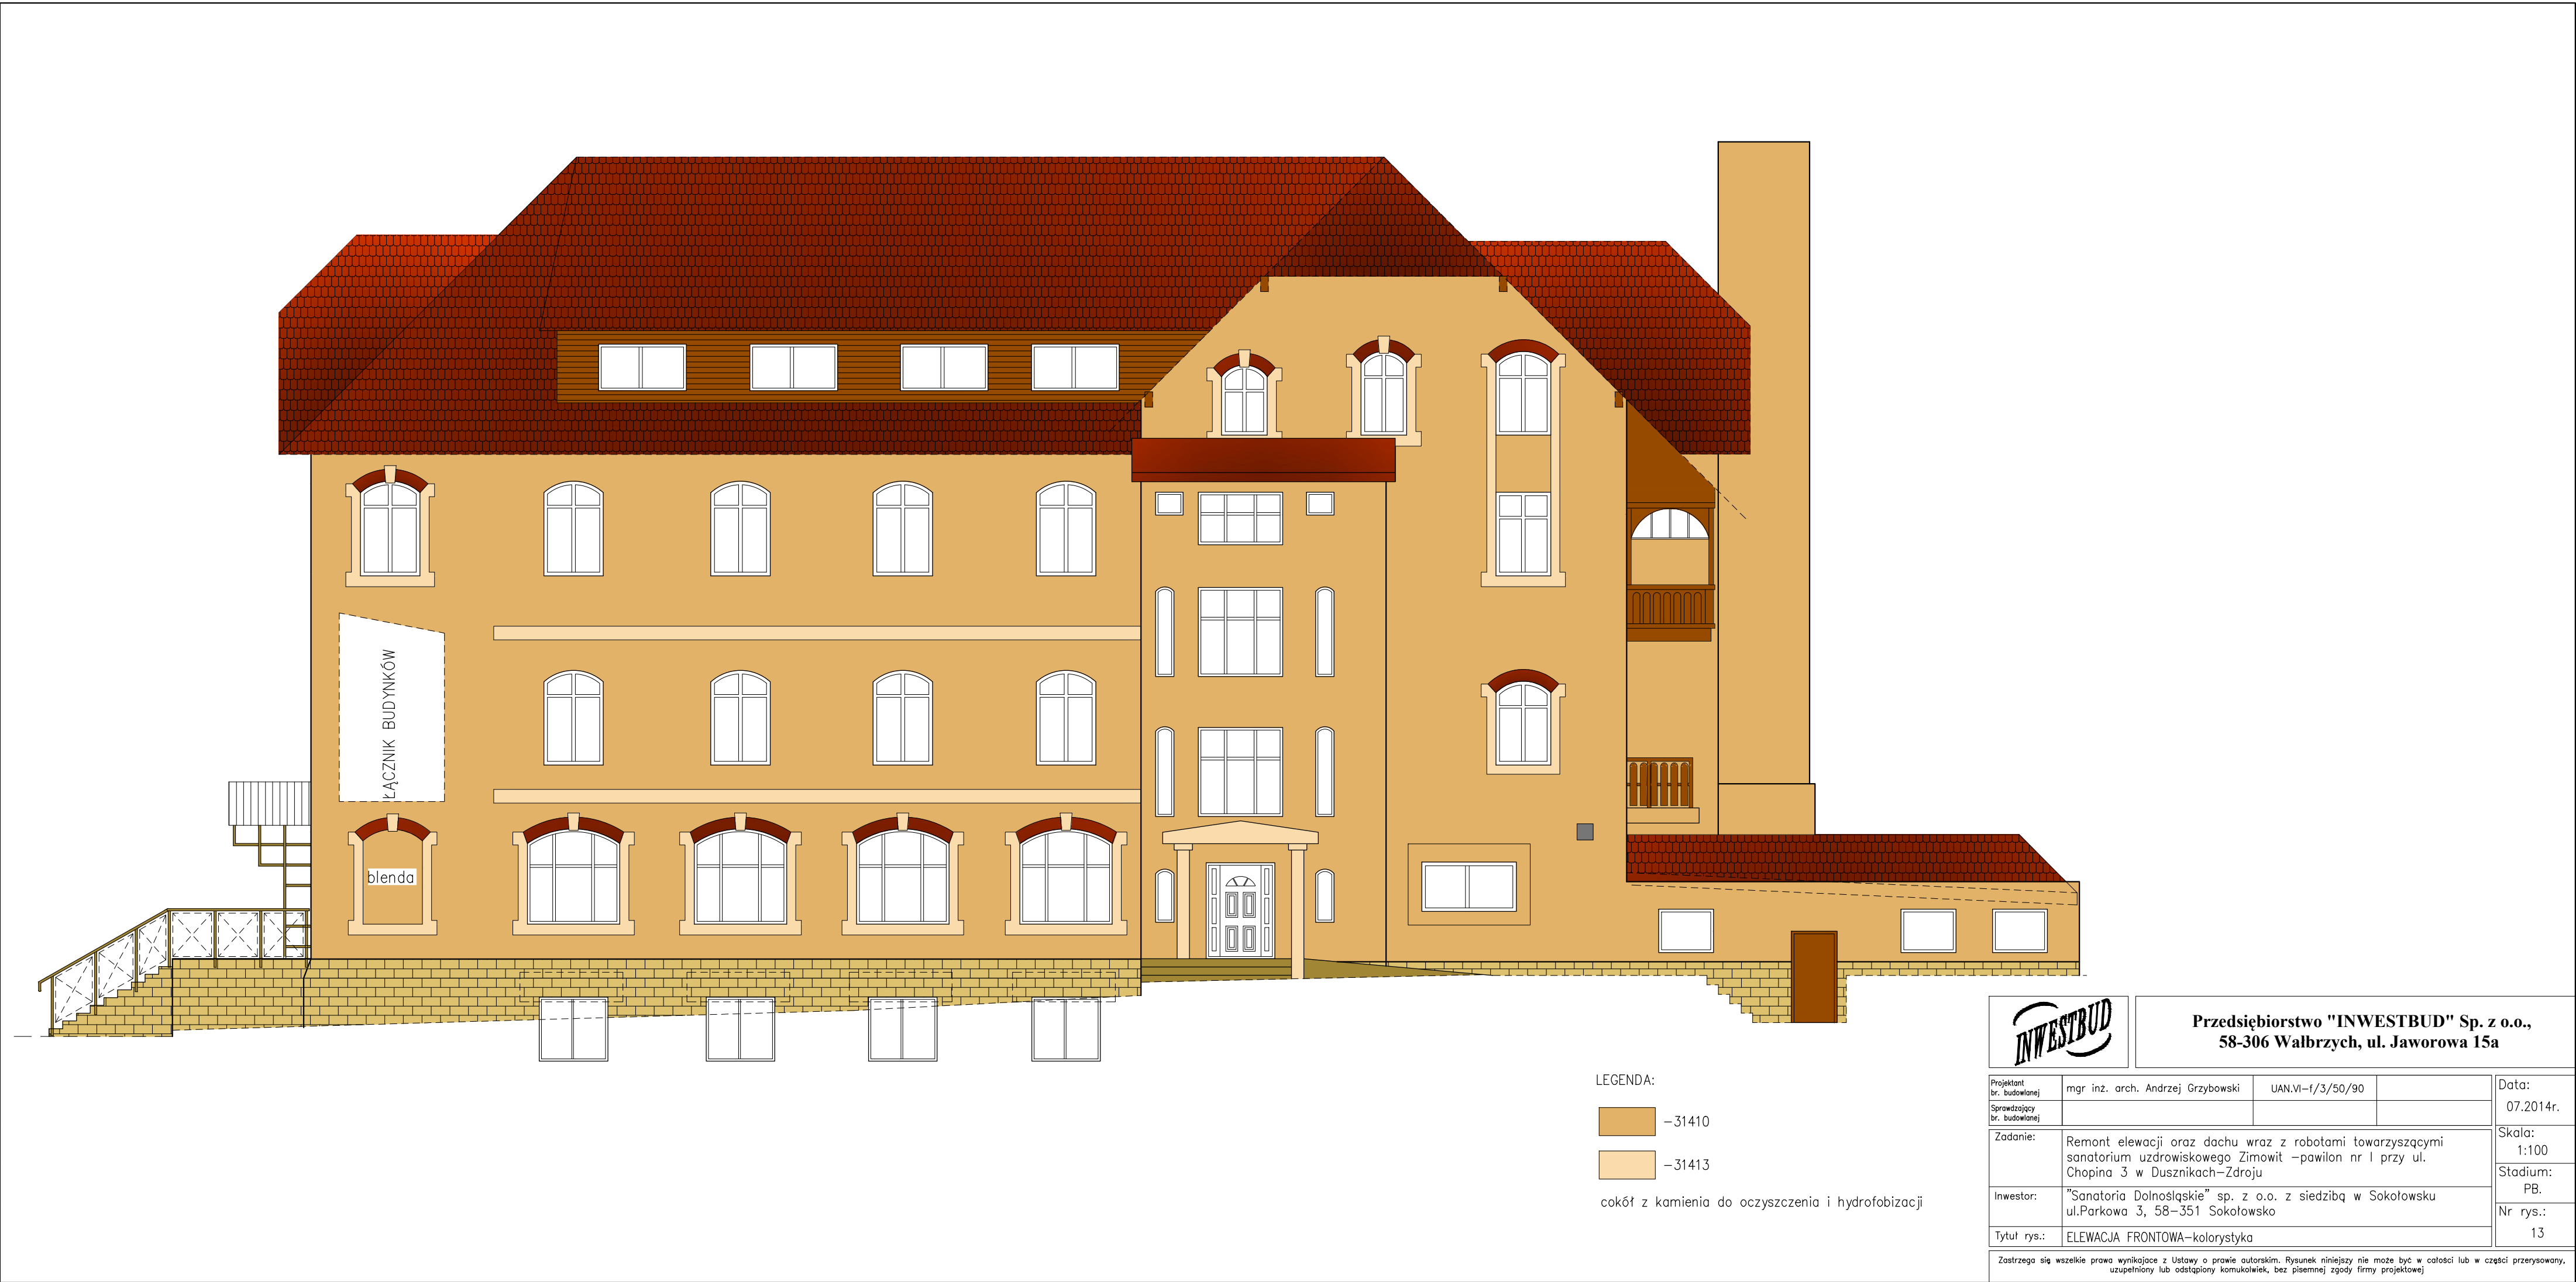 ŁĄCZNIK BUDYNKÓW
blenda
LEGENDA:
-31410
-31413
cokół z kamienia do oczyszczenia i hydrofobizacji
INWESTBUD
Przedsiębiorstwo "INWESTBUD" Sp. z o.o.,
58-306 Wałbrzych, ul. Jaworowa 15a
Projektant
br. budowlanej
mgr inż. arch. Andrzej Grzybowski
UAN.VI-f/3/50/90
Data:
07.2014r.
Sprawdzający
br. budowlanej
Zadanie:
Remont elewacji oraz dachu wraz z robotami towarzyszącymi
sanatorium uzdrowiskowego Zimowit -pawilon nr I przy ul.
Chopina 3 w Dusznikach-Zdroju
Skala:
1:100
Stadium:
PB.
Inwestor:
"Sanatoria Dolnośląskie" sp. z o.o. z siedzibą w Sokołowsku
ul.Parkowa 3, 58-351 Sokołowsko
Nr rys.:
13
Tytuł rys.:
ELEWACJA FRONTOWA-kolorystyka
Zastrzega się wszelkie prawa wynikające z Ustawy o prawie autorskim. Rysunek niniejszy nie może być w całości lub w części przerysowany,
uzupełniony lub odstąpiony komukolwiek, bez pisemnej zgody firmy projektowej